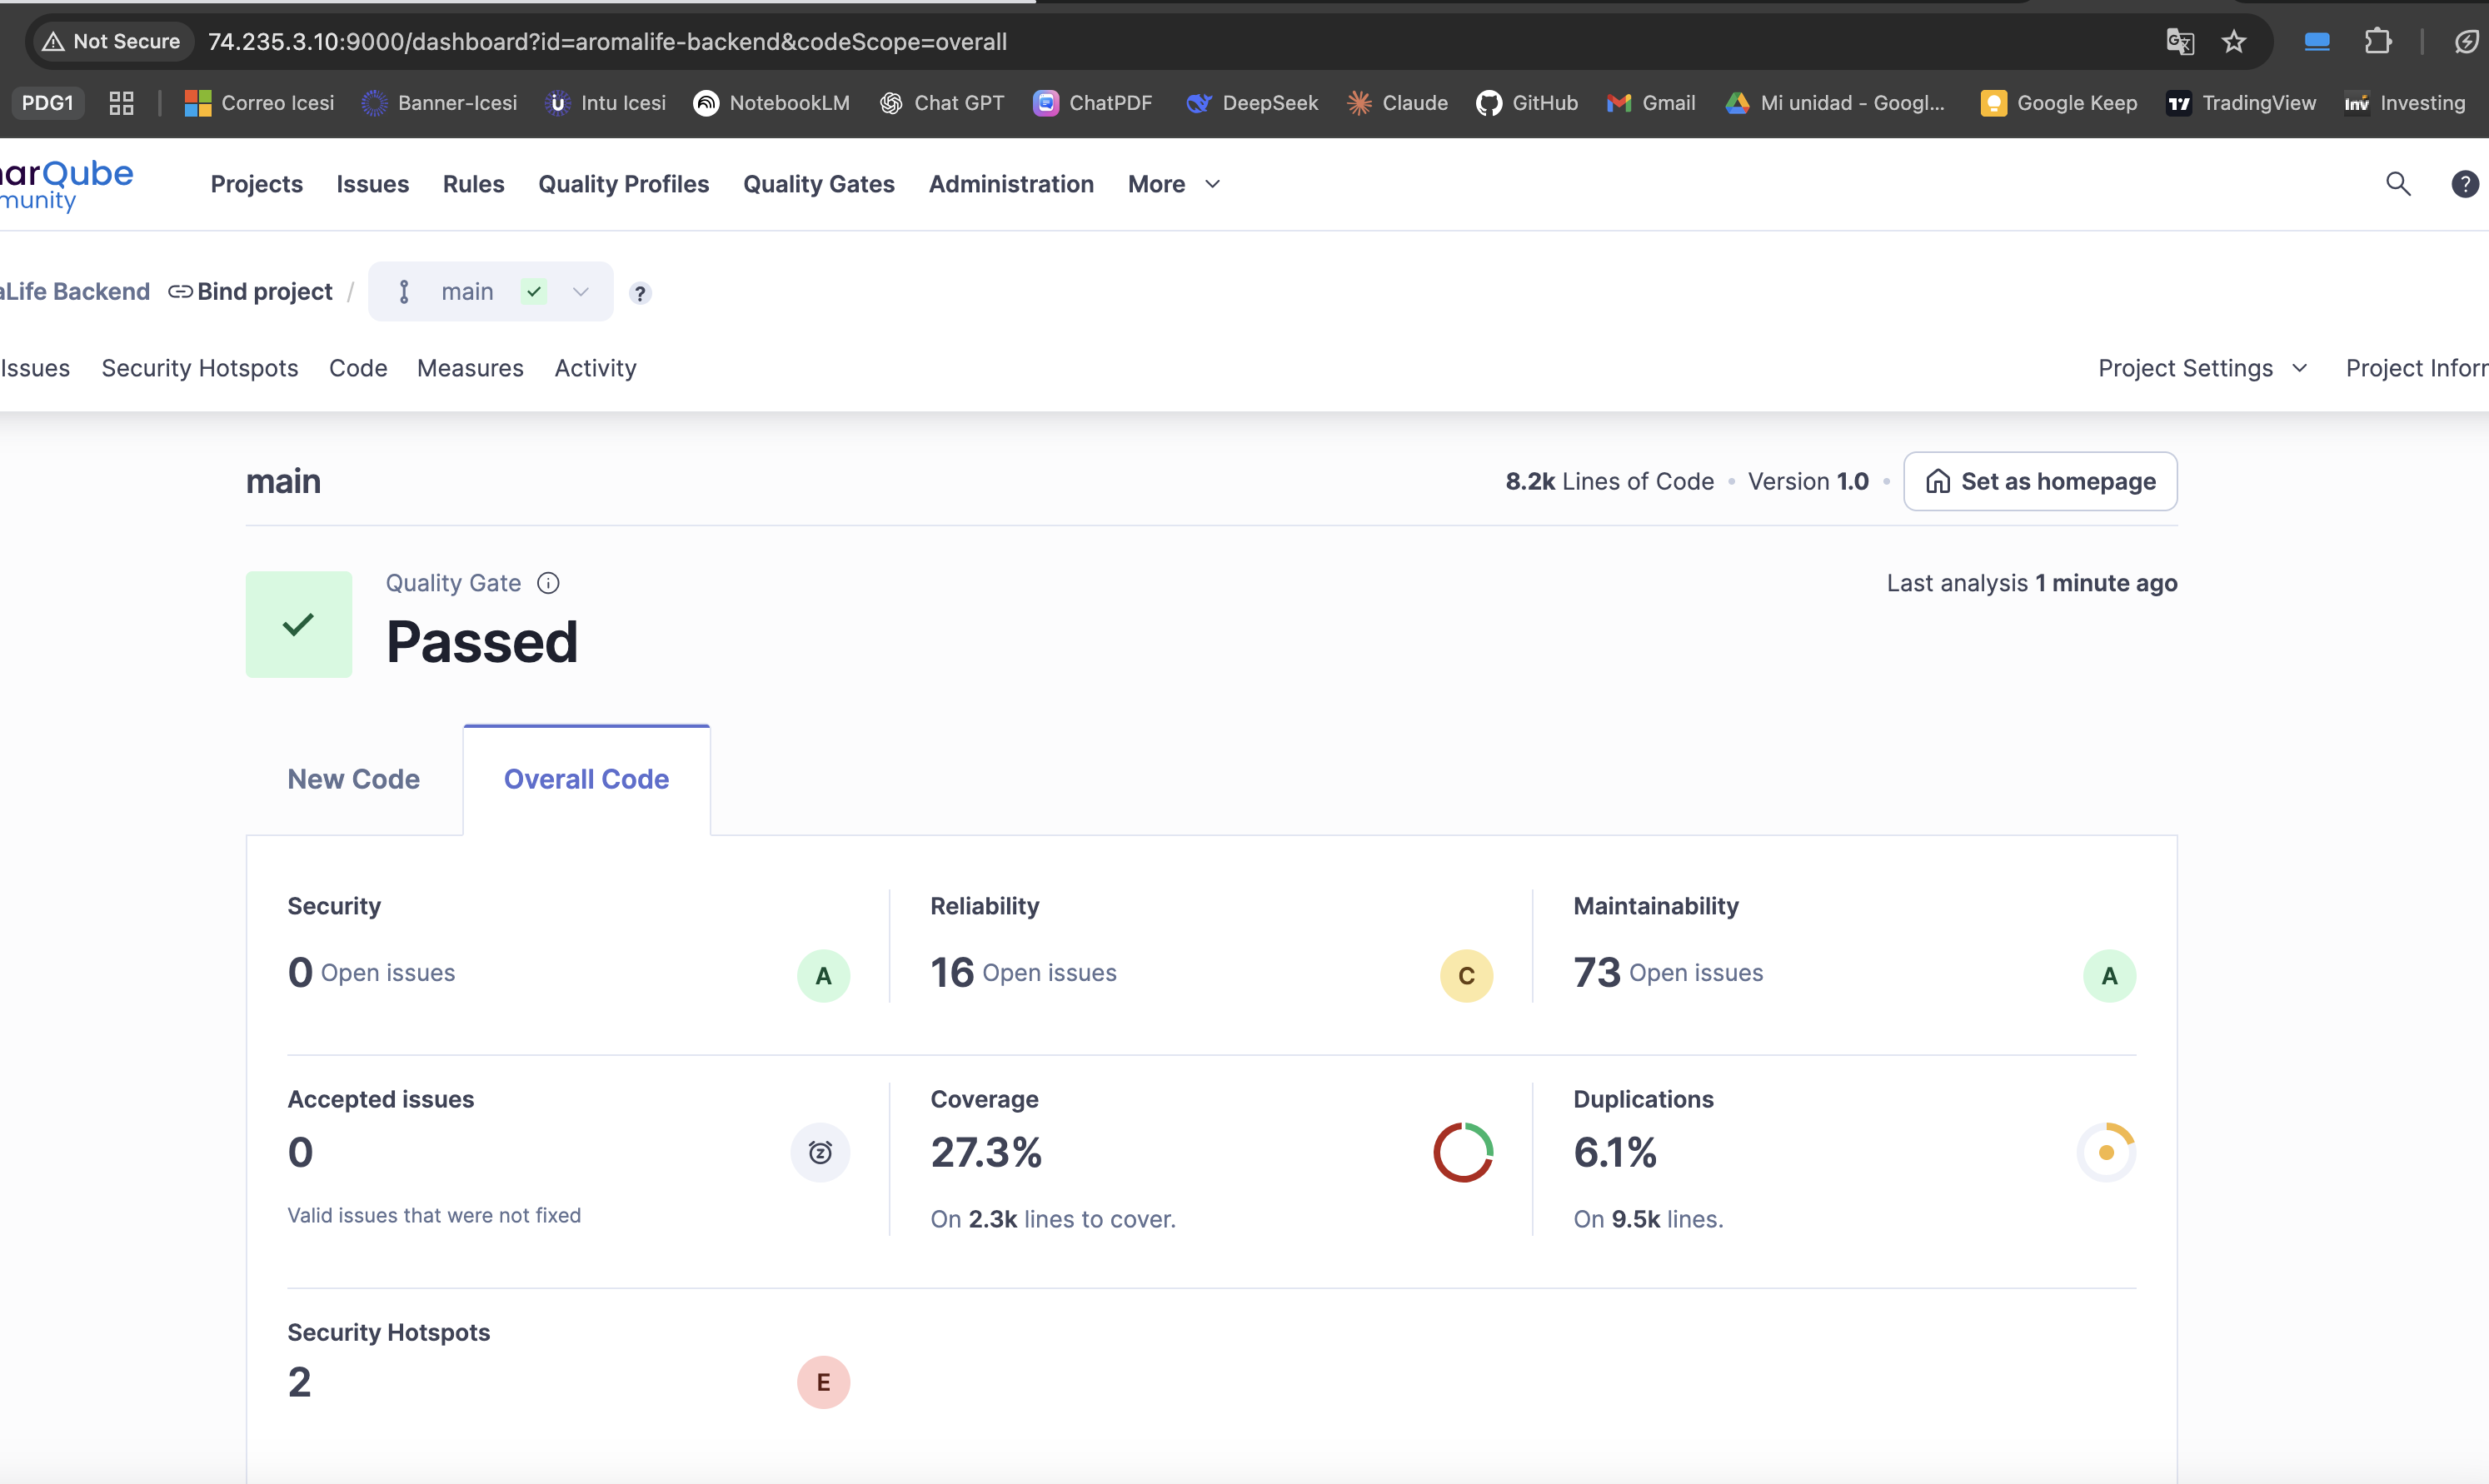 Not Secure 74.235.3.10:9000/dashboard?id=aromalife-backend&codeScope=overall
PDG1 Correo Icesi Banner-Icesi Intu Icesi NotebookLM Chat GPT ChatPDF DeepSeek Claude GitHub Gmail Mi unidad - Googl... Google Keep TradingView Investing
arQube
munity
Projects Issues Rules Quality Profiles Quality Gates Administration More ?
aLife Backend Bind project / main ?
Issues Security Hotspots Code Measures Activity Project Settings Project Infor
main 8.2k Lines of Code • Version 1.0 • Set as homepage
Quality Gate
Last analysis 1 minute ago
Passed
New Code Overall Code
Security Reliability Maintainability
0 Open issues A 16 Open issues C 73 Open issues A
Accepted issues Coverage Duplications
0 27.3% 6.1%
Valid issues that were not fixed On 2.3k lines to cover. On 9.5k lines.
Security Hotspots
2 E